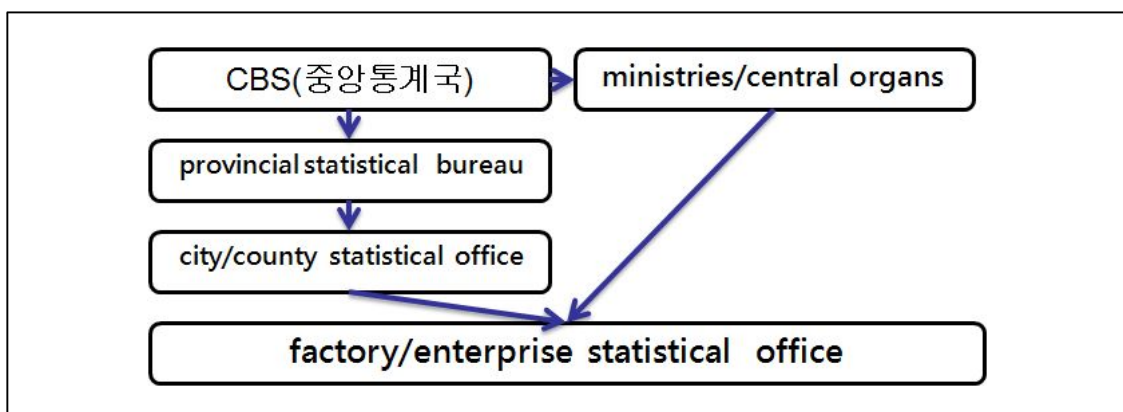 CBS(중앙통계국)
ministries/central organs
provincial statistical bureau
city/county statistical office
factory/enterprise statistical office